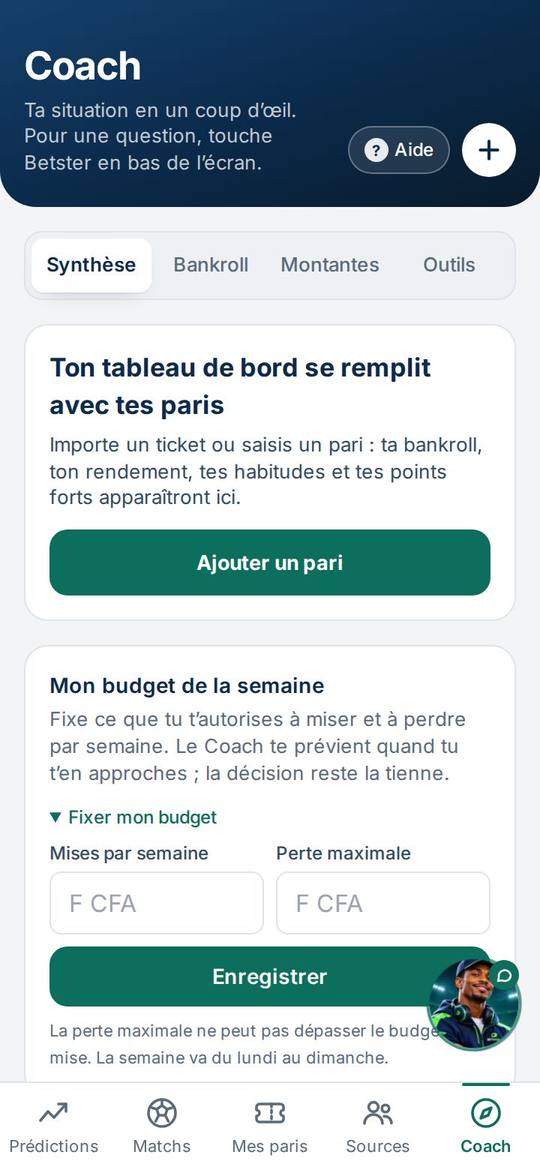 Coach
Ta situation en un coup d’œil.
Pour une question, touche
Betster en bas de l’écran.
? Aide
Synthèse Bankroll Montantes Outils
Ton tableau de bord se remplit
avec tes paris
Importe un ticket ou saisis un pari : ta bankroll,
ton rendement, tes habitudes et tes points
forts apparaîtront ici.
Ajouter un pari
Mon budget de la semaine
Fixe ce que tu t’autorises à miser et à perdre
par semaine. Le Coach te prévient quand tu
t’en approches ; la décision reste la tienne.
Fixer mon budget
Mises par semaine Perte maximale
F CFA F CFA
Enregistrer
La perte maximale ne peut pas dépasser le
mise. La semaine va du lundi au dimanche.
Prédictions Matchs Mes paris Sources Coach